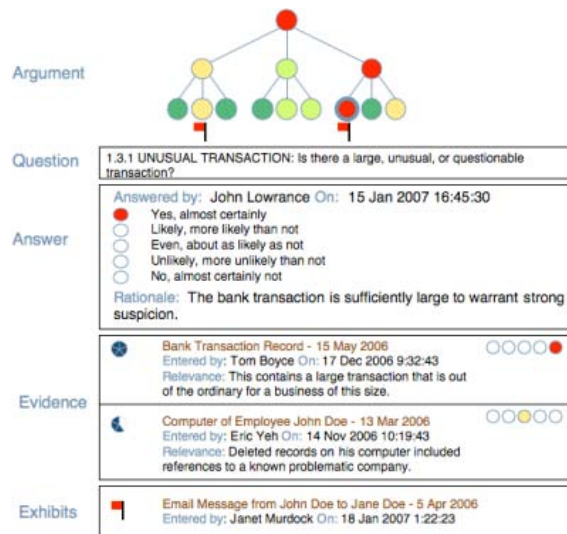 Argument
Question
1.3.1 UNUSUAL TRANSACTION: Is there a large, unusual, or questionable
transaction?
Answer
Answered by: John Lowrance On: 15 Jan 2007 16:45:30
Yes, almost certainly
Likely, more likely than not
Even, about as likely as not
Unlikely, more unlikely than not
No, almost certainly not
Rationale: The bank transaction is sufficiently large to warrant strong
suspicion.
Evidence
Bank Transaction Record - 15 May 2006
Entered by: Tom Boyce On: 17 Dec 2006 9:32:43
Relevance: This contains a large transaction that is out
of the ordinary for a business of this size.
Computer of Employee John Doe - 13 Mar 2006
Entered by: Eric Yeh On: 14 Nov 2006 10:19:43
Relevance: Deleted records on his computer included
references to a known problematic company.
Exhibits
Email Message from John Doe to Jane Doe - 5 Apr 2006
Entered by: Janet Murdock On: 18 Jan 2007 1:22:23